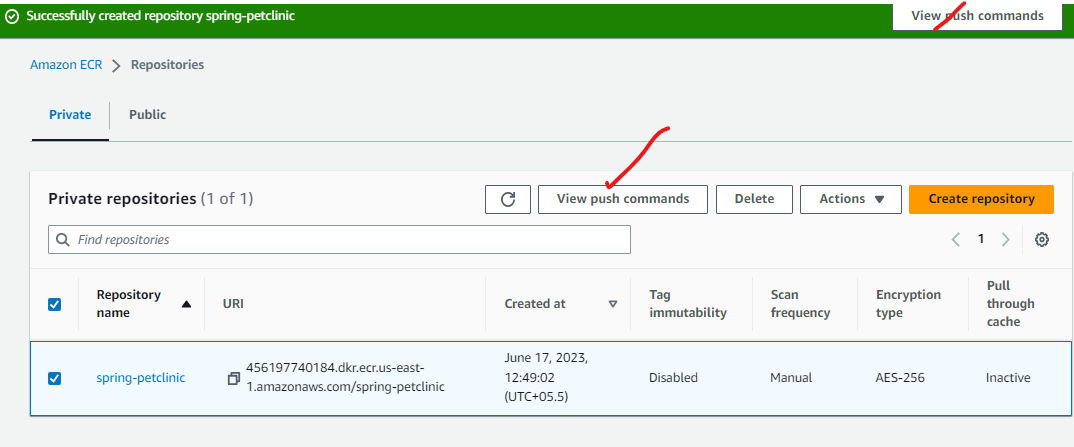 Successfully created repository spring-petclinic
View push commands
Amazon ECR
Repositories
Private
Public
Private repositories (1 of 1)
View push commands
Delete
Actions
Create repository
Find repositories
1
Repository
name
URI
Created at
Tag
immutability
Scan
frequency
Encryption
type
Pull
through
cache
spring-petclinic
456197740184.dkr.ecr.us-east-
1.amazonaws.com/spring-petclinic
June 17, 2023,
12:49:02
(UTC+05.5)
Disabled
Manual
AES-256
Inactive